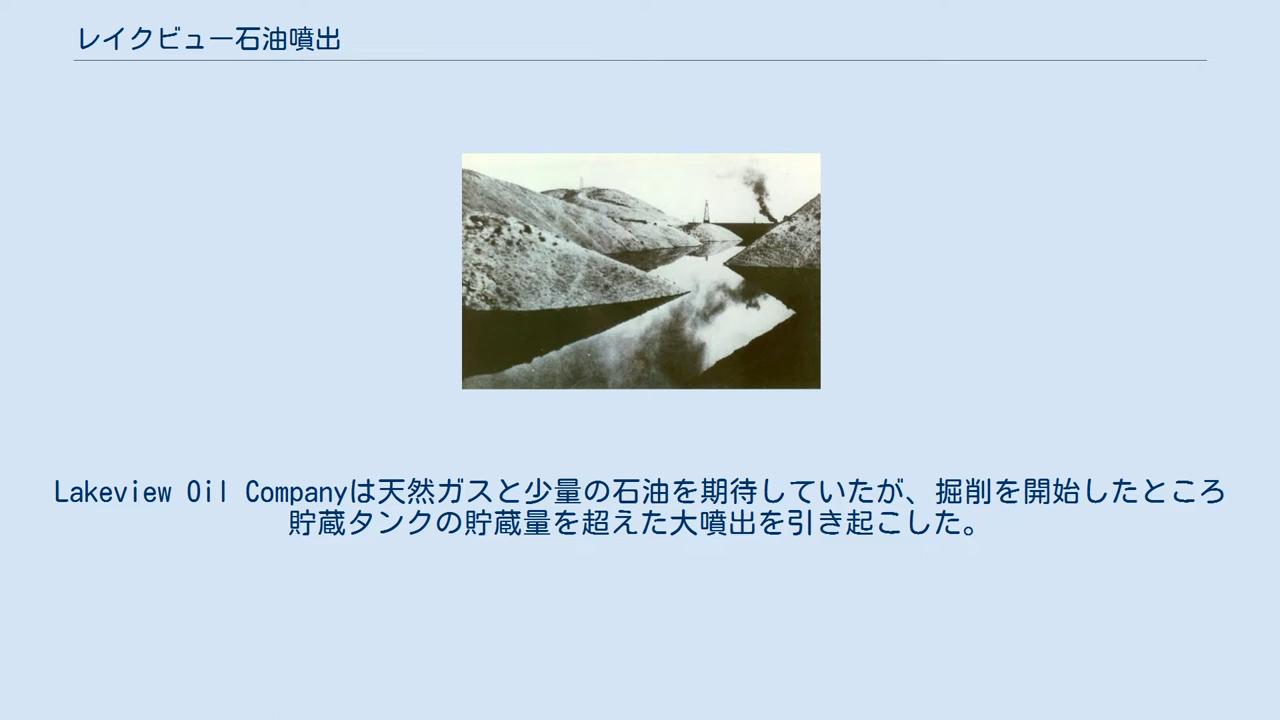 レイクビュー石油噴出
Lakeview Oil Companyは天然ガスと少量の石油を期待していたが、掘削を開始したところ
貯蔵タンクの貯蔵量を超えた大噴出を引き起こした。